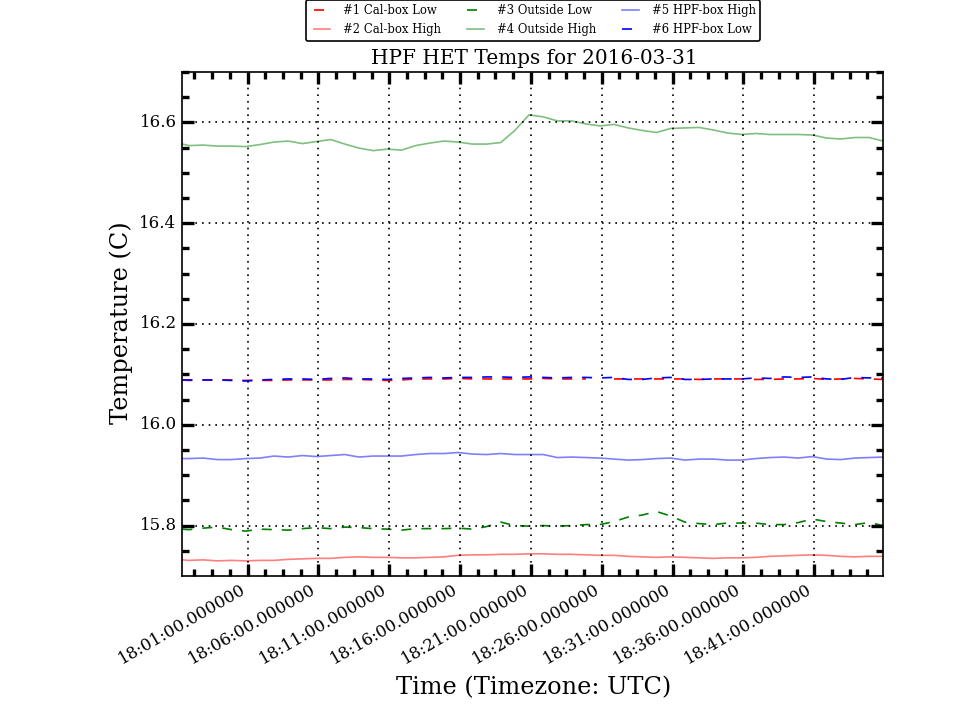 #1 Cal-box Low #3 Outside Low #5 HPF-box High
#2 Cal-box High #4 Outside High #6 HPF-box Low
HPF HET Temps for 2016-03-31
16.6
16.4
16.2
16.0
15.8
Temperature (C)
18:01:00.000000
18:06:00.000000
18:11:00.000000
18:16:00.000000
18:21:00.000000
18:26:00.000000
18:31:00.000000
18:36:00.000000
18:41:00.000000
Time (Timezone: UTC)